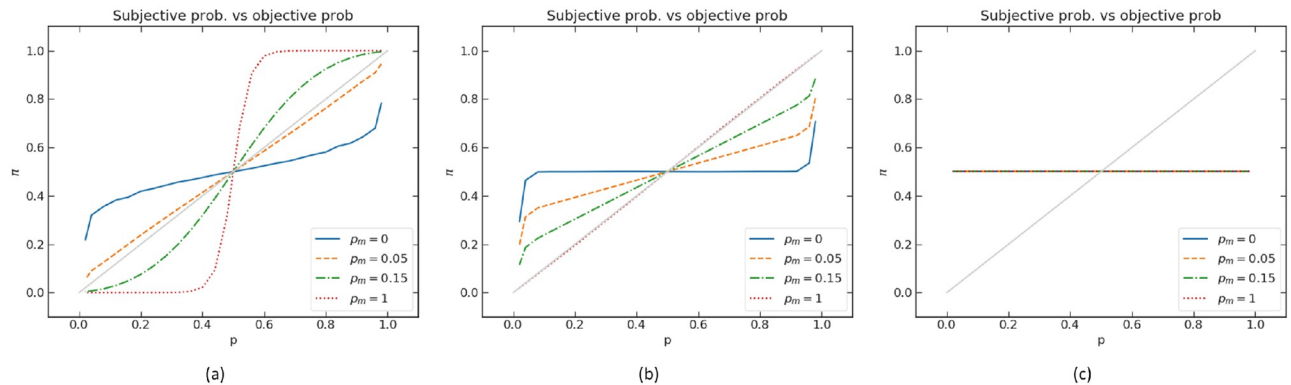 Subjective prob. vs objective prob
1.0
0.8
0.6
0.4
0.2
0.0
π
0.0 0.2 0.4 0.6 0.8 1.0
p
p_m = 0
p_m = 0.05
p_m = 0.15
p_m = 1
(a)
Subjective prob. vs objective prob
1.0
0.8
0.6
0.4
0.2
0.0
π
0.0 0.2 0.4 0.6 0.8 1.0
p
p_m = 0
p_m = 0.05
p_m = 0.15
p_m = 1
(b)
Subjective prob. vs objective prob
1.0
0.8
0.6
0.4
0.2
0.0
π
0.0 0.2 0.4 0.6 0.8 1.0
p
p_m = 0
p_m = 0.05
p_m = 0.15
p_m = 1
(c)